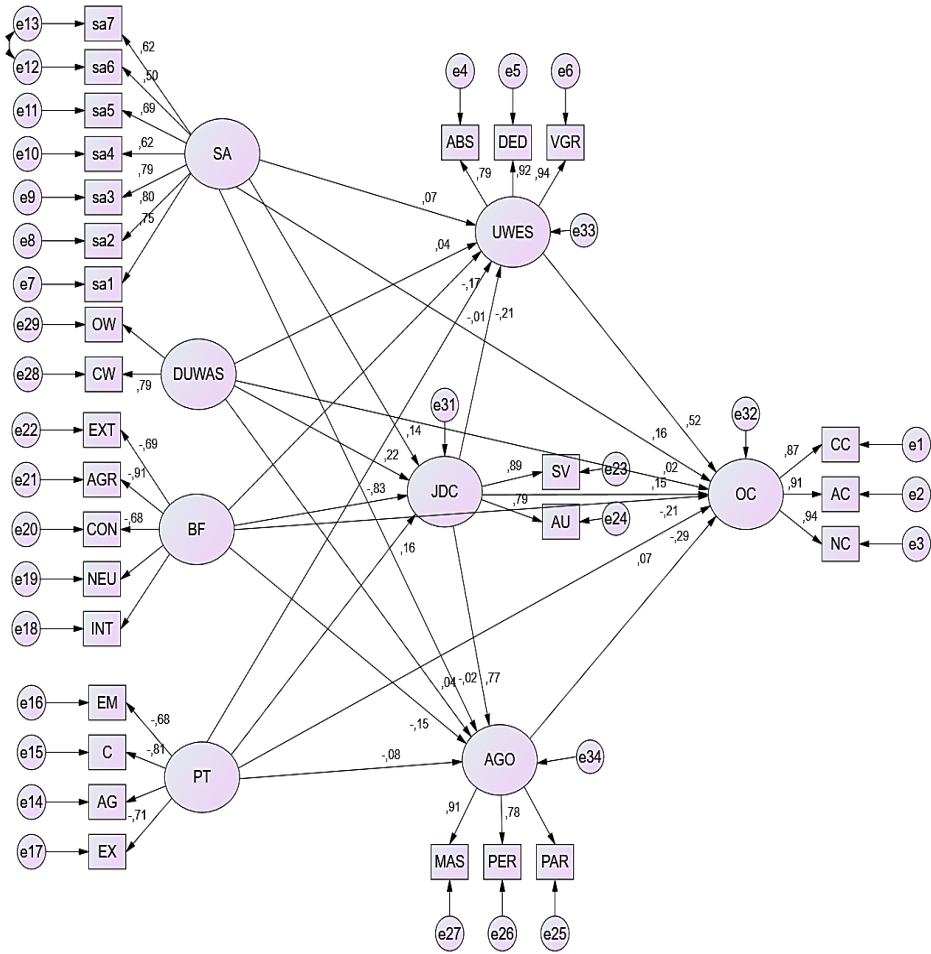 e13 sa7 ,62
e12 sa6 ,50
e11 sa5 ,69
e10 sa4 ,62
e9 sa3 ,79
e8 sa2 ,80
e7 sa1 ,75
SA
e29 OW
e28 CW ,79
DUWAS
e22 EXT -,69
e21 AGR -,91
e20 CON -,68
e19 NEU
e18 INT
BF
e16 EM -,68
e15 C -,81
e14 AG
e17 EX -,71
PT
e4 e5 e6
ABS DED VGR
,79 ,92 ,94
UWES e33
,07
,04
-,17
-,01 -,21
e31
JDC
,14
,22
-,83
,16
,89 SV e23
,79 AU e24
,52
,16
,02
,15
-,21
-,29
,07
e32
OC
,87 CC e1
,91 AC e2
,94 NC e3
,04 -,02 ,77
-,15
-,08
AGO e34
,91 ,78
MAS PER PAR
e27 e26 e25